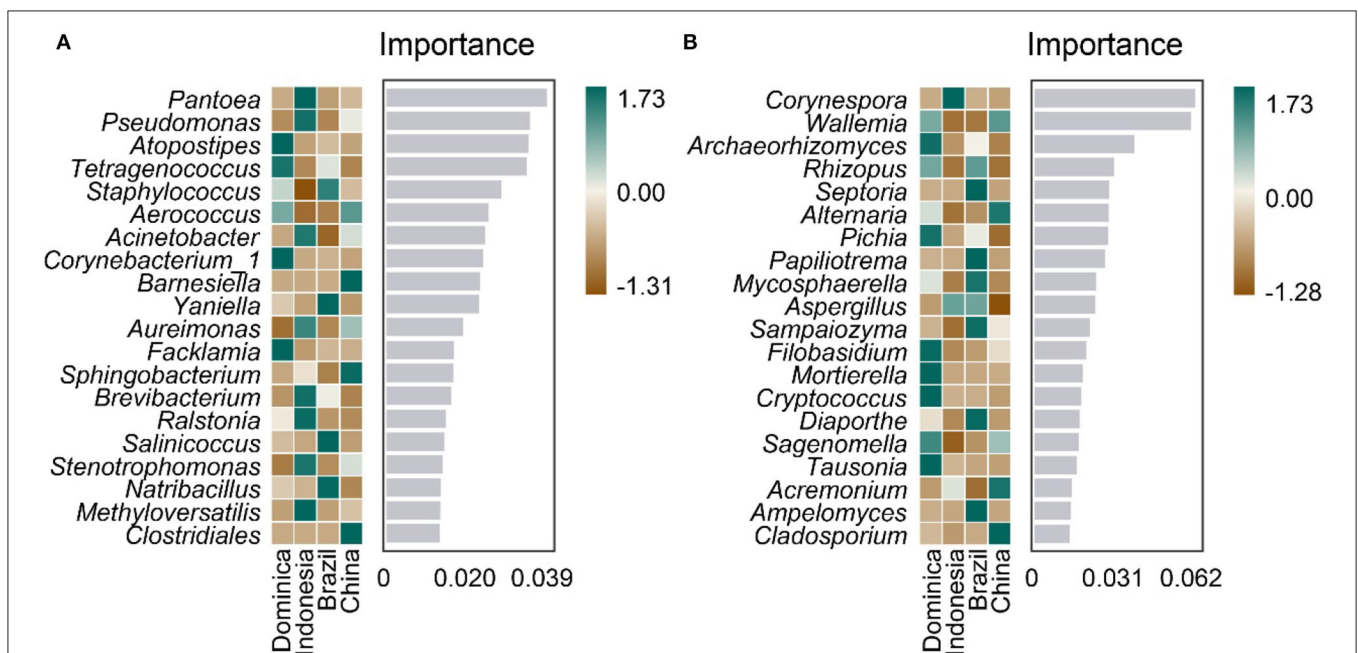 A
Importance
Pantoea
Pseudomonas
Atopostipes
Tetragenococcus
Staphylococcus
Aerococcus
Acinetobacter
Corynebacterium_1
Barnesiella
Yaniella
Aureimonas
Facklamia
Sphingobacterium
Brevibacterium
Ralstonia
Salinicoccus
Stenotrophomonas
Natribacillus
Methyloversatilis
Clostridiales
Dominica
Indonesia
Brazil
China
0
0.020
0.039
1.73
0.00
-1.31
B
Importance
Corynespora
Wallemia
Archaeorhizomyces
Rhizopus
Septoria
Alternaria
Pichia
Papiliotrema
Mycosphaerella
Aspergillus
Sampaiozyma
Filobasidium
Mortierella
Cryptococcus
Diaporthe
Sagenomella
Tausonia
Acremonium
Ampelomyces
Cladosporium
Dominica
Indonesia
Brazil
China
0
0.031
0.062
1.73
0.00
-1.28